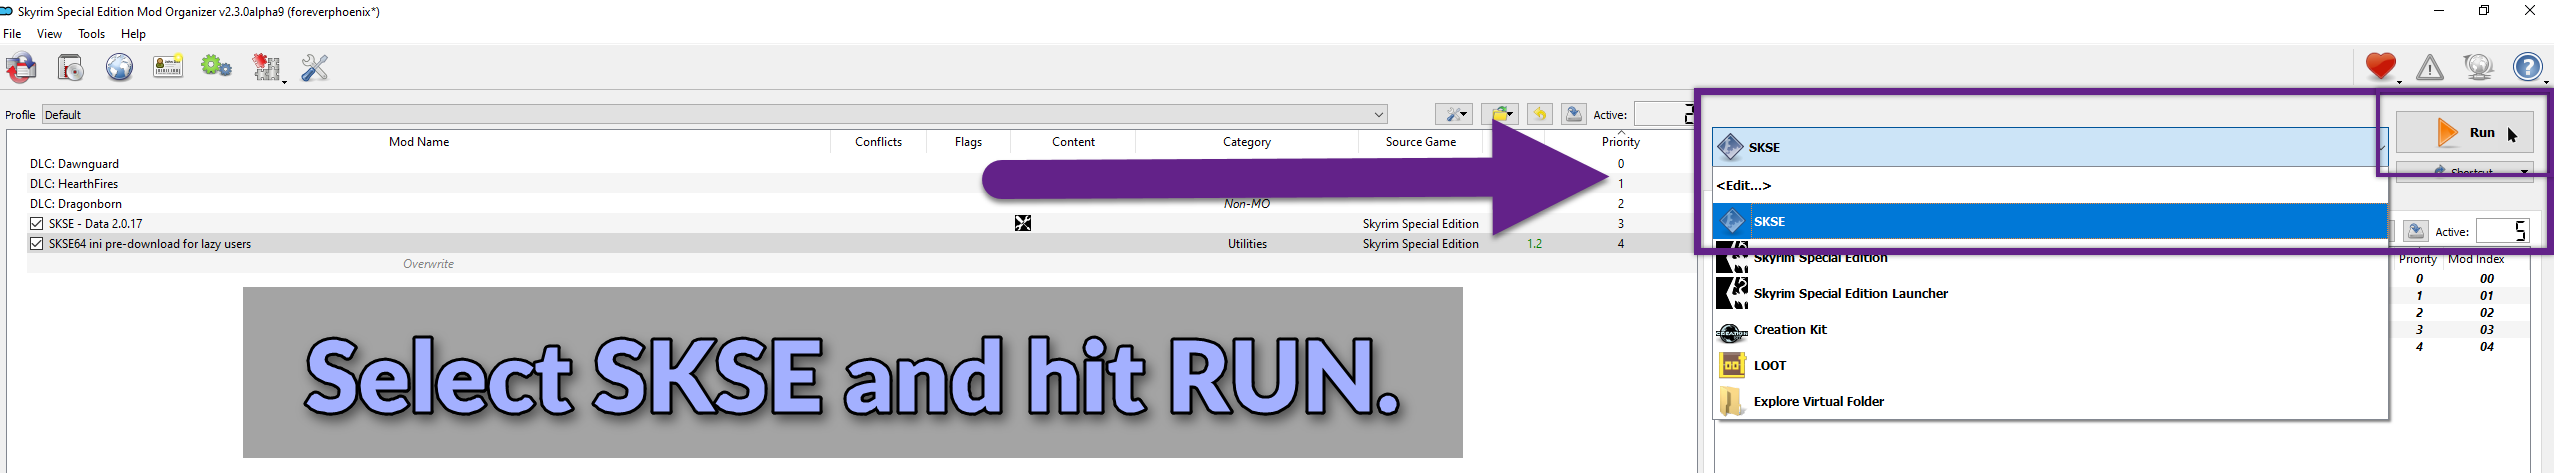 Skyrim Special Edition Mod Organizer v2.3.0alpha9 (foreverphoenix*)
File View Tools Help
Profile Default Active: 2
Mod Name Conflicts Flags Content Category Source Game Priority
DLC: Dawnguard 0
DLC: HearthFires 1
DLC: Dragonborn Non-MO 2
SKSE - Data 2.0.17 Skyrim Special Edition 3
SKSE64 ini pre-download for lazy users Utilities Skyrim Special Edition 1.2 4
Overwrite
Select SKSE and hit RUN.
SKSE
Run
Shortcut
<Edit...>
SKSE
Skyrim Special Edition
Skyrim Special Edition Launcher
Creation Kit
LOOT
Explore Virtual Folder
Active: 5
Priority Mod Index
0 00
1 01
2 02
3 03
4 04